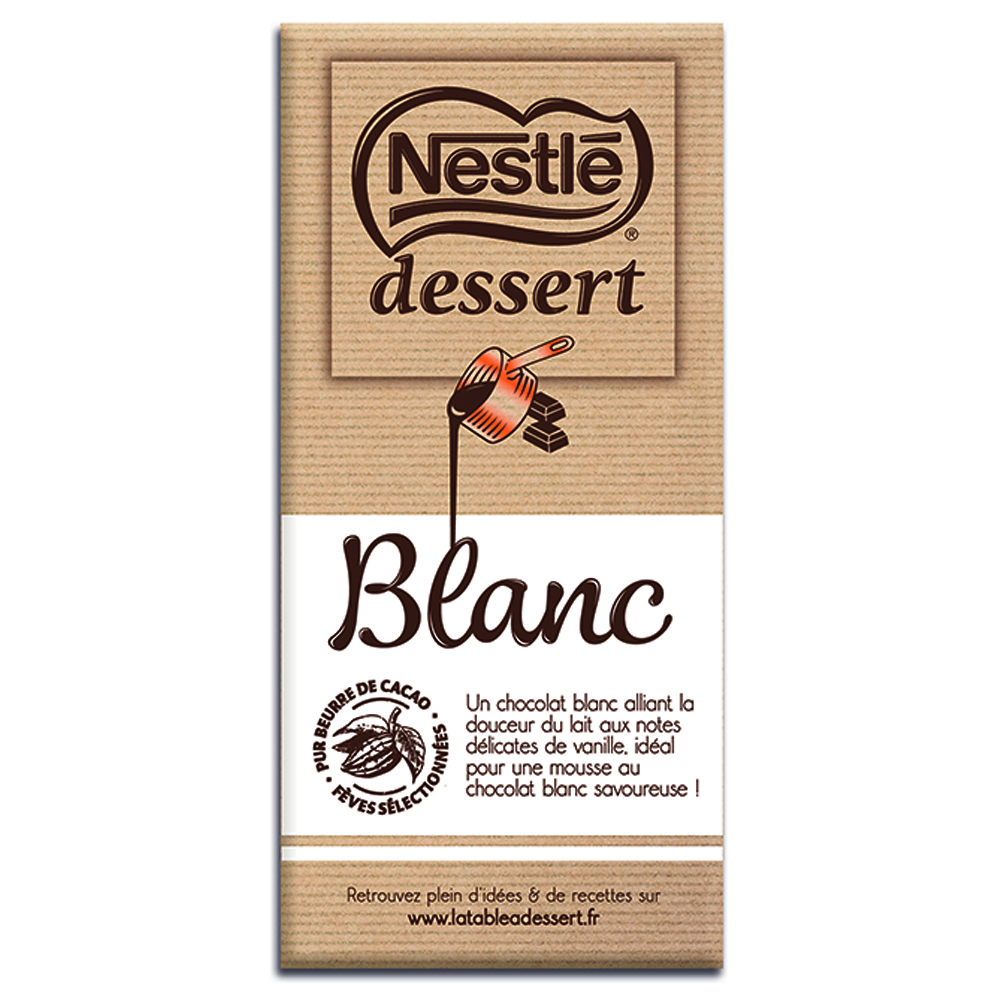 Nestlé
®
dessert
Blanc
PUR BEURRE DE CACAO •
FÈVES SÉLECTIONNÉES •
Un chocolat blanc alliant la
douceur du lait aux notes
délicates de vanille, idéal
pour une mousse au
chocolat blanc savoureuse !
Retrouvez plein d'idées & de recettes sur
www.latableadessert.fr